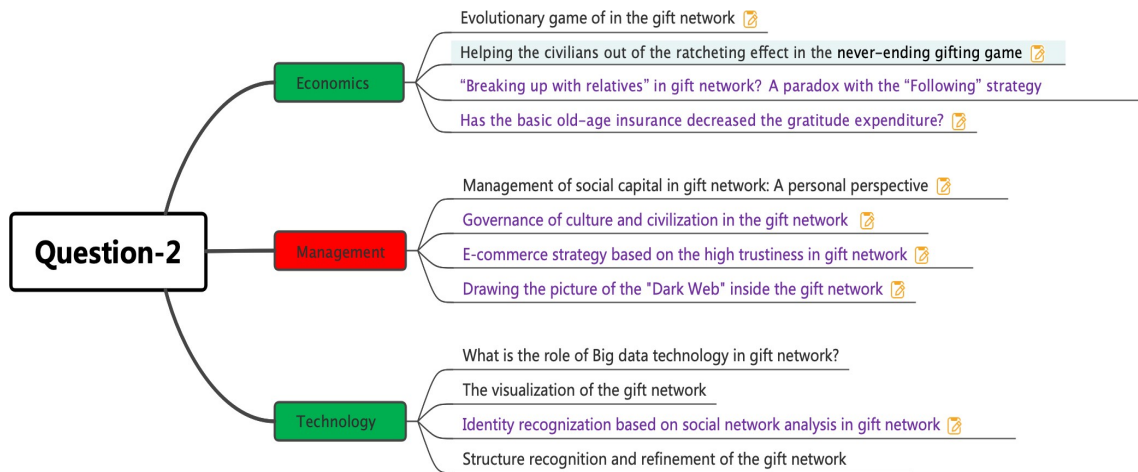 Question-2
Economics
Evolutionary game of in the gift network
Helping the civilians out of the ratcheting effect in the never-ending gifting game
“Breaking up with relatives” in gift network? A paradox with the “Following” strategy
Has the basic old-age insurance decreased the gratitude expenditure?
Management
Management of social capital in gift network: A personal perspective
Governance of culture and civilization in the gift network
E-commerce strategy based on the high trustiness in gift network
Drawing the picture of the "Dark Web" inside the gift network
Technology
What is the role of Big data technology in gift network?
The visualization of the gift network
Identity recognization based on social network analysis in gift network
Structure recognition and refinement of the gift network